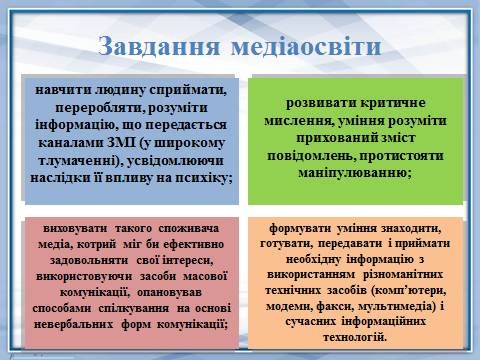 Завдання медіаосвіти
навчити людину сприймати,
переробляти, розуміти
інформацію, що передається
каналами ЗМІ (у широкому
тлумаченні), усвідомлюючи
наслідки її впливу на психіку;
розвивати критичне
мислення, уміння розуміти
прихований зміст
повідомлень, протистояти
маніпулюванню;
виховувати такого споживача
медіа, котрий міг би ефективно
задовольняти свої інтереси,
використовуючи засоби масової
комунікації, опановував
способами спілкування на основі
невербальних форм комунікації;
формувати уміння знаходити,
готувати, передавати і приймати
необхідну інформацію з
використанням різноманітних
технічних засобів (комп’ютери,
модеми, факси, мультимедіа) і
сучасних інформаційних
технологій.